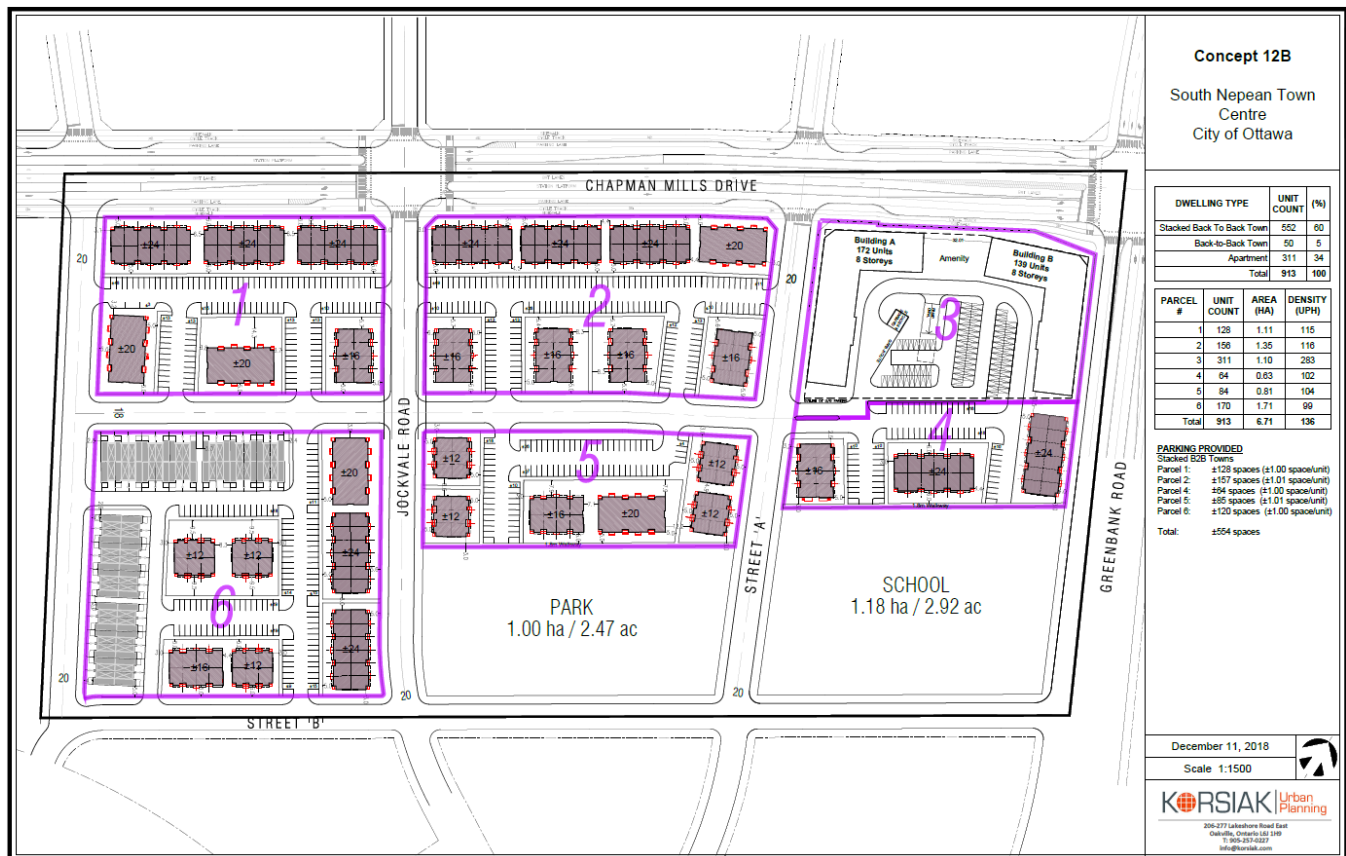 Concept 12B
South Nepean Town
Centre
City of Ottawa
DWELLING TYPE UNIT COUNT (%)
Stacked Back To Back Town 552 60
Back-to-Back Town 50 5
Apartment 311 34
Total 913 100
PARCEL # UNIT COUNT AREA (HA) DENSITY (UPH)
1 128 1.11 115
2 156 1.35 116
3 311 1.10 283
4 64 0.63 102
5 84 0.81 104
6 170 1.71 99
Total 913 6.71 136
PARKING PROVIDED
Stacked B2B Towns
Parcel 1: ±128 spaces (±1.00 space/unit)
Parcel 2: ±157 spaces (±1.01 space/unit)
Parcel 4: ±64 spaces (±1.00 space/unit)
Parcel 5: ±85 spaces (±1.01 space/unit)
Parcel 6: ±120 spaces (±1.00 space/unit)
Total: ±554 spaces
December 11, 2018
Scale 1:1500
KORSIAK Urban
Planning
206-277 Lakeshore Road East
Oakville, Ontario L6J 1H9
T: 905-257-0227
info@korsiak.com
CHAPMAN MILLS DRIVE
±24 ±24 ±24
±24 ±24 ±24 ±20
Building A
172 Units
8 Storeys
Amenity
Building B
139 Units
8 Storeys
20
20
1
2
3
±20 ±20 ±16
±16 ±16 ±16 ±16
18
JOCKVALE ROAD
4
±16 ±24 ±24
5
±12 ±12
±12 ±16 ±20 ±12
±20
±12 ±12 ±24
6
±16 ±12 ±24
STREET 'A'
GREENBANK ROAD
PARK
1.00 ha / 2.47 ac
SCHOOL
1.18 ha / 2.92 ac
20
20
20
STREET 'B'